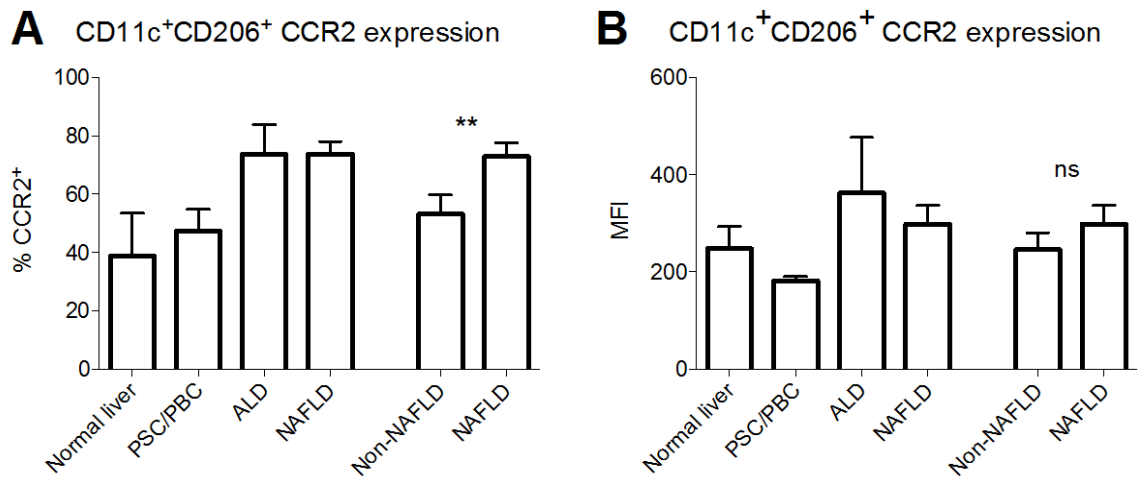 A CD11c⁺CD206⁺ CCR2 expression
% CCR2⁺
100
80
60
40
20
0
**
Normal liver
PSC/PBC
ALD
NAFLD
Non-NAFLD
NAFLD
B CD11c⁺CD206⁺ CCR2 expression
MFI
600
400
200
0
ns
Normal liver
PSC/PBC
ALD
NAFLD
Non-NAFLD
NAFLD